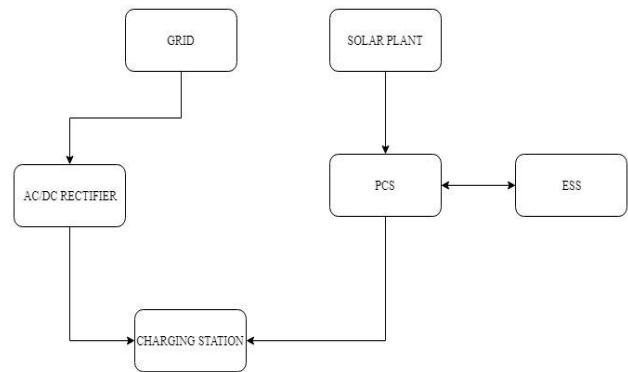 GRID
SOLAR PLANT
AC/DC RECTIFIER
PCS
ESS
CHARGING STATION